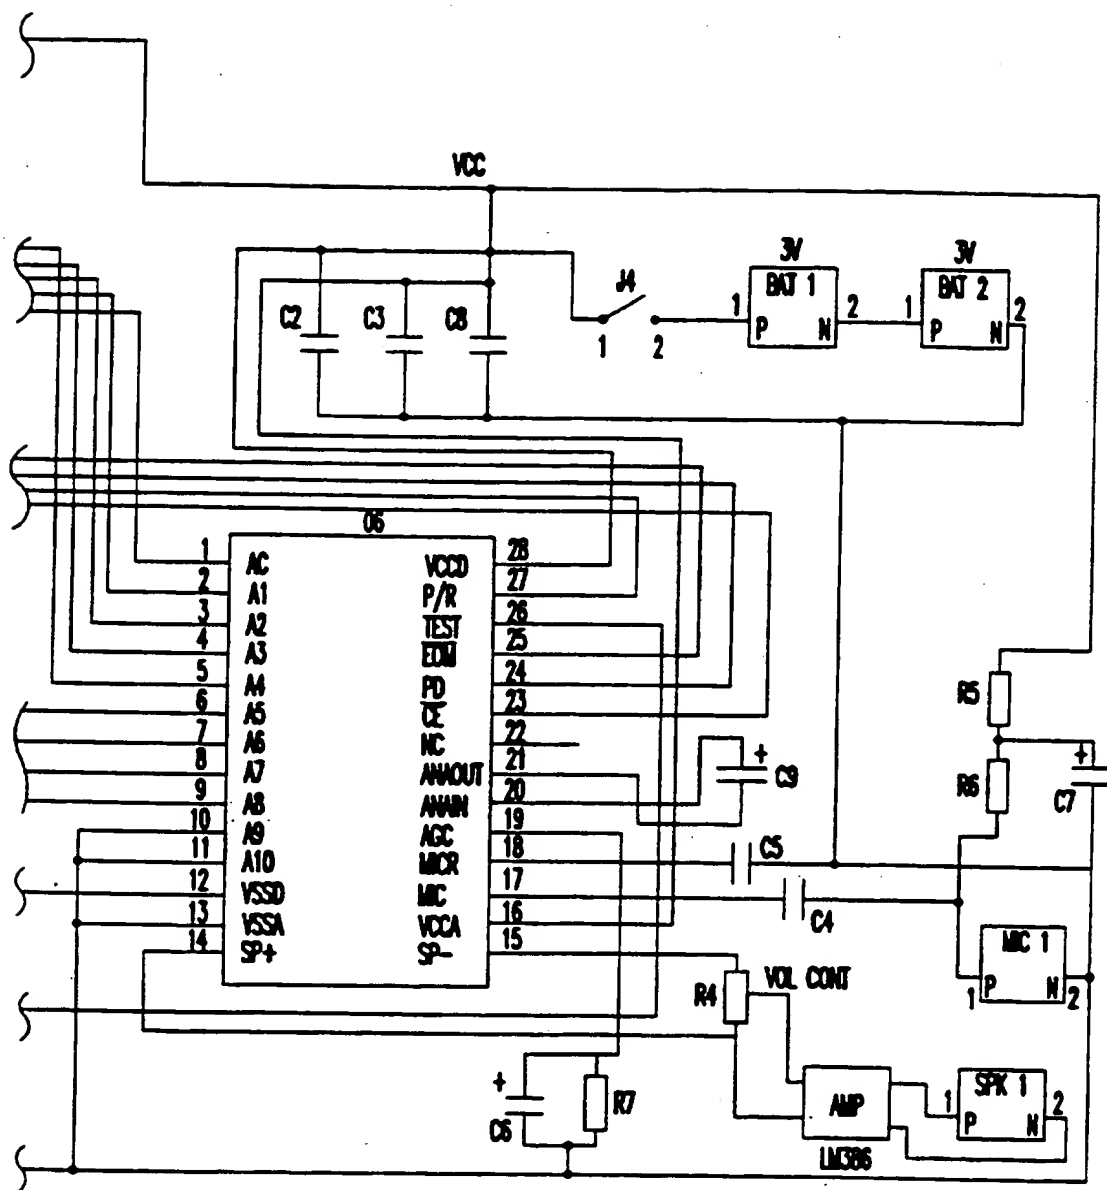 VCC
3V
3V
J4
BAT 1
BAT 2
1
2
1
2
P
N
P
N
C2
C3
C8
1
2
06
1
AC
VCCD
28
2
A1
P/R
27
3
A2
TEST
26
4
A3
EOM
25
5
A4
PD
24
6
A5
CE
23
7
A6
NC
22
8
A7
ANAOUT
21
9
A8
ANAIN
20
10
A9
AGC
19
11
A10
MICR
18
12
VSSD
MIC
17
13
VSSA
VCCA
16
14
SP+
SP-
15
R5
+
C9
R6
+
C7
C5
C4
MIC 1
1
P
N
2
R4
VOL CONT
+
C6
R7
AMP
LM386
SPK 1
1
P
N
2